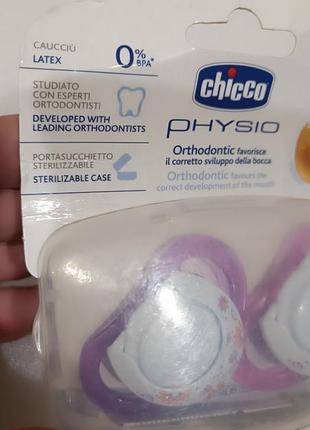 CAUCCIÙ
LATEX
0%
BPA*
STUDIATO
CON ESPERTI
ORTODONTISTI
DEVELOPED WITH
LEADING ORTHODONTISTS
PORTASUCCHIETTO
STERILIZZABILE
STERILIZABLE CASE
chicco
PHYSIO
Orthodontic favorisce
il corretto sviluppo della bocca
Orthodontic favours the
correct development of the mouth